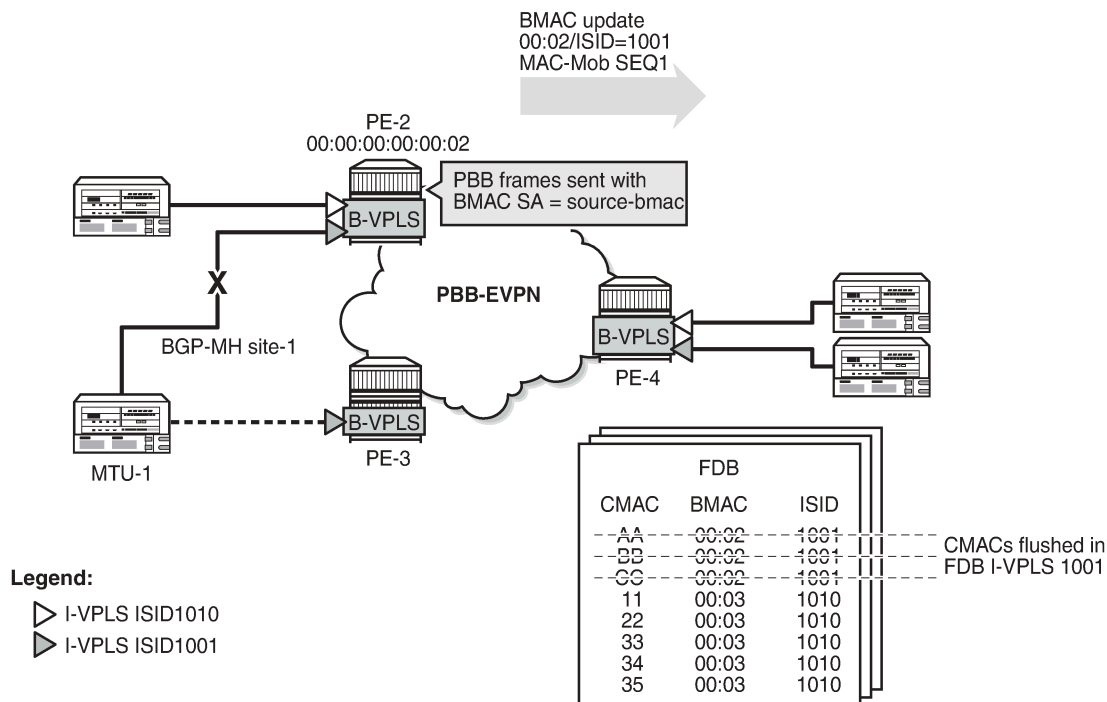 BMAC update
00:02/ISID=1001
MAC-Mob SEQ1
PE-2
00:00:00:00:00:02
PBB frames sent with
BMAC SA = source-bmac
B-VPLS
X
PBB-EVPN
B-VPLS
BGP-MH site-1
PE-4
B-VPLS
MTU-1
PE-3
FDB
CMAC BMAC ISID
AA 00:02 1001
BB 00:02 1001
CC 00:02 1001
11 00:03 1010
22 00:03 1010
33 00:03 1010
34 00:03 1010
35 00:03 1010
CMACs flushed in
FDB I-VPLS 1001
Legend:
I-VPLS ISID1010
I-VPLS ISID1001